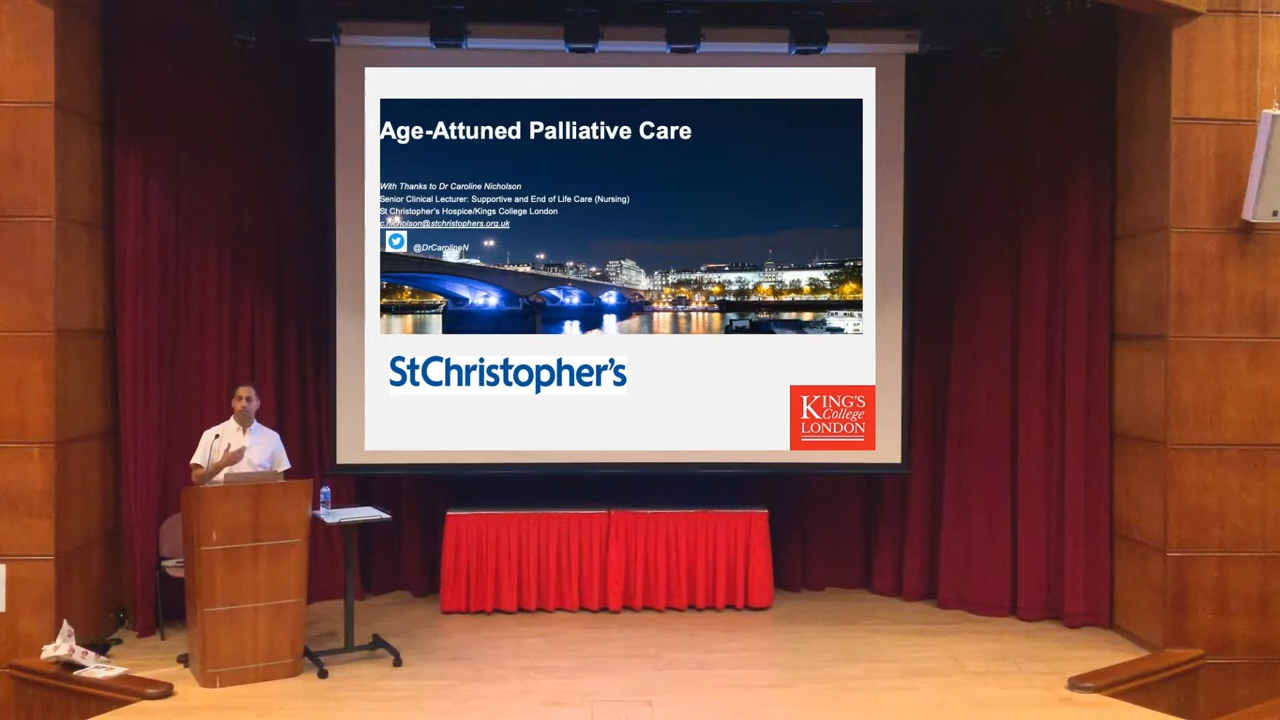 Age-Attuned Palliative Care
With Thanks to Dr Caroline Nicholson
Senior Clinical Lecturer: Supportive and End of Life Care (Nursing)
St Christopher's Hospice/Kings College London
c.nicholson@stchristophers.org.uk
@DrCarolineN
StChristopher's
KING'S
College
LONDON